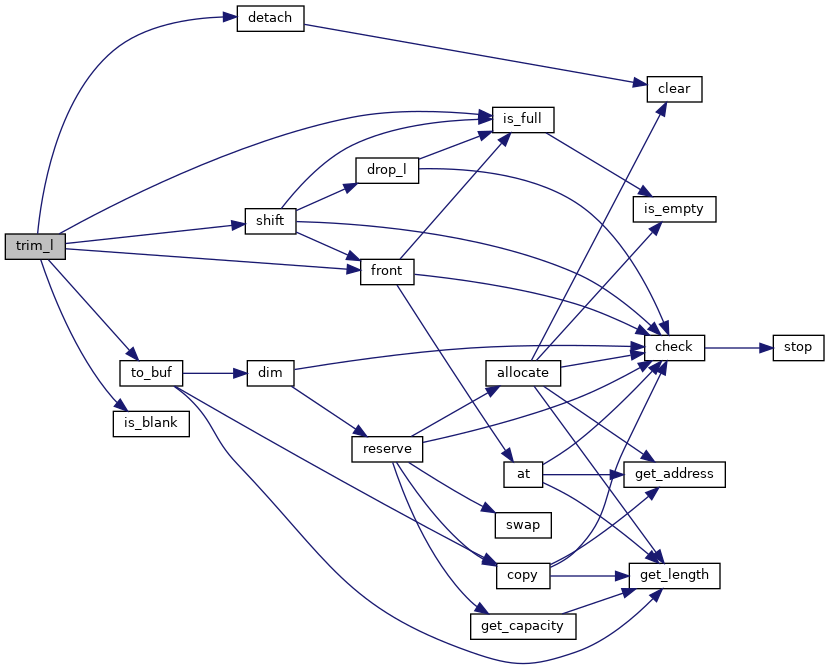 detach
clear
is_full
drop_l
is_empty
shift
trim_l
front
check
stop
to_buf
dim
allocate
is_blank
reserve
at
get_address
swap
copy
get_length
get_capacity